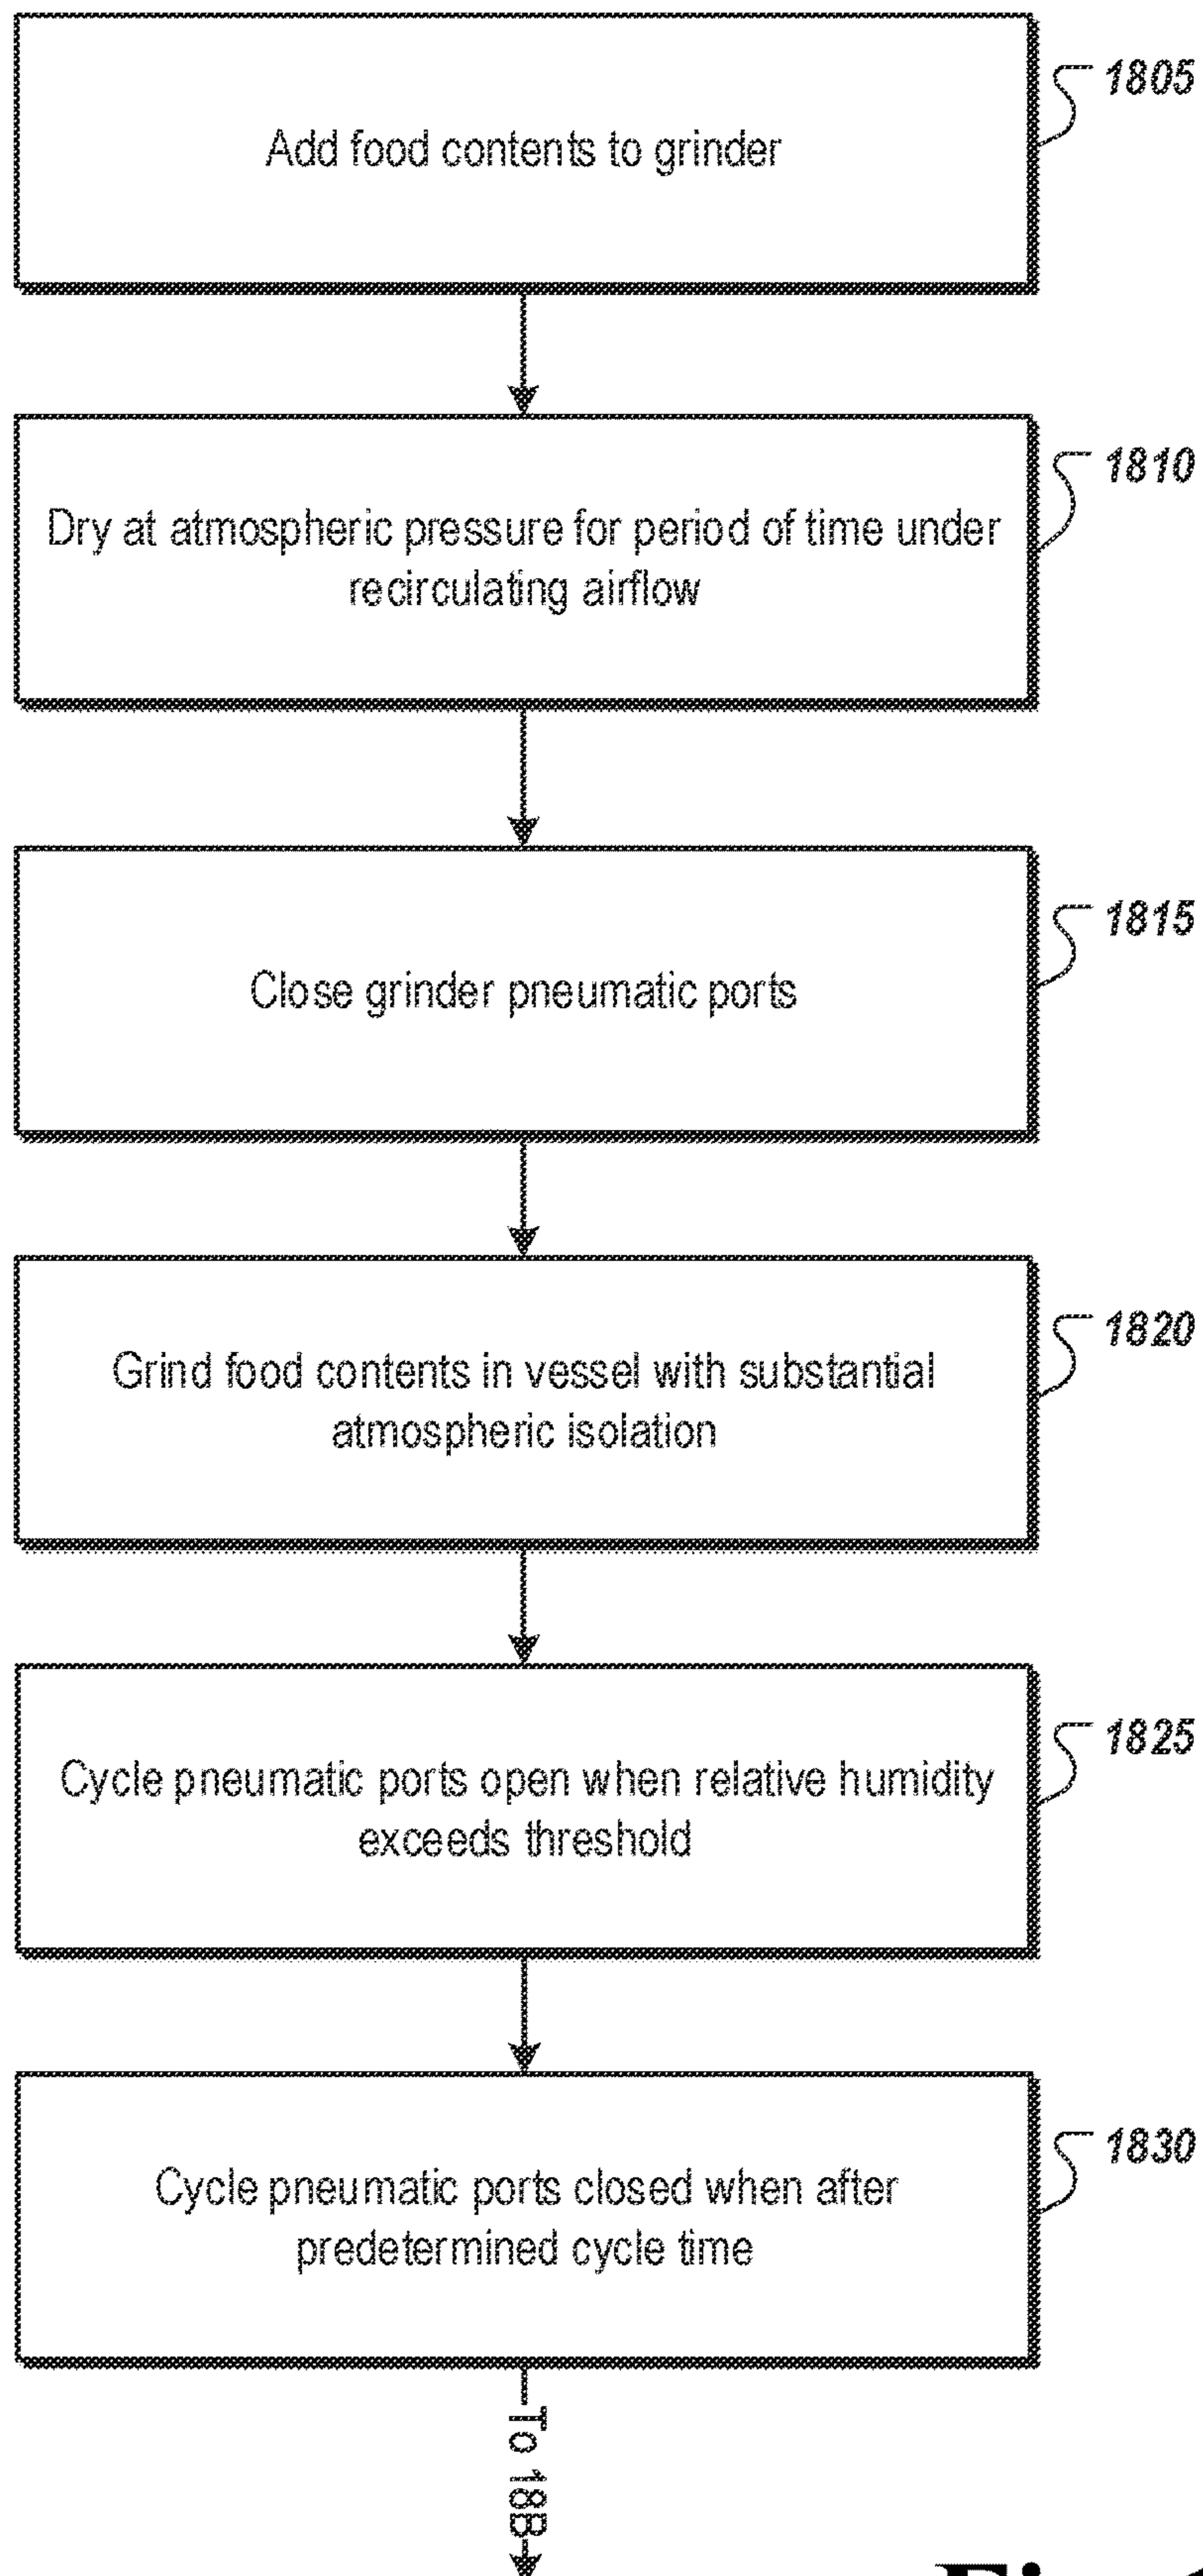 Add food contents to grinder
1805
Dry at atmospheric pressure for period of time under
recirculating airflow
1810
Close grinder pneumatic ports
1815
Grind food contents in vessel with substantial
atmospheric isolation
1820
Cycle pneumatic ports open when relative humidity
exceeds threshold
1825
Cycle pneumatic ports closed when after
predetermined cycle time
1830
To 18B